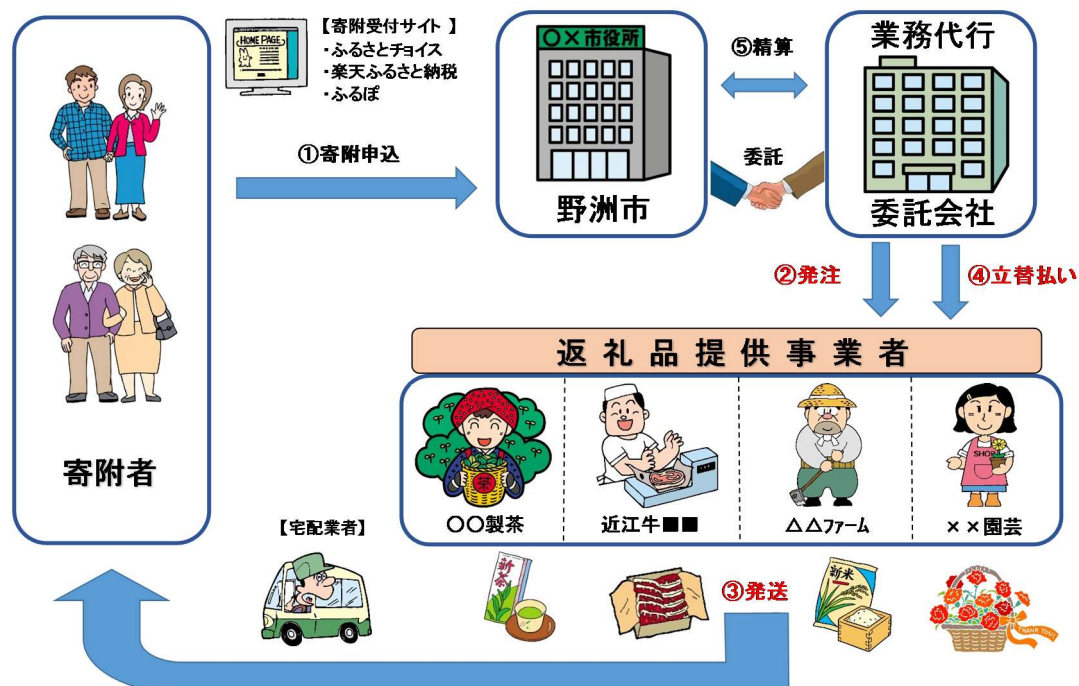 【寄附受付サイト 】
・ふるさとチョイス
・楽天ふるさと納税
・ふるぽ
HOME PAGE
①寄附申込
〇×市役所
野洲市
⑤精算
委託
業務代行
委託会社
②発注
④立替払い
返礼品提供事業者
茶
SHOP
〇〇製茶
近江牛■■
△△ファーム
××園芸
寄附者
【宅配業者】
新茶
③発送
新米
THANK YOU!